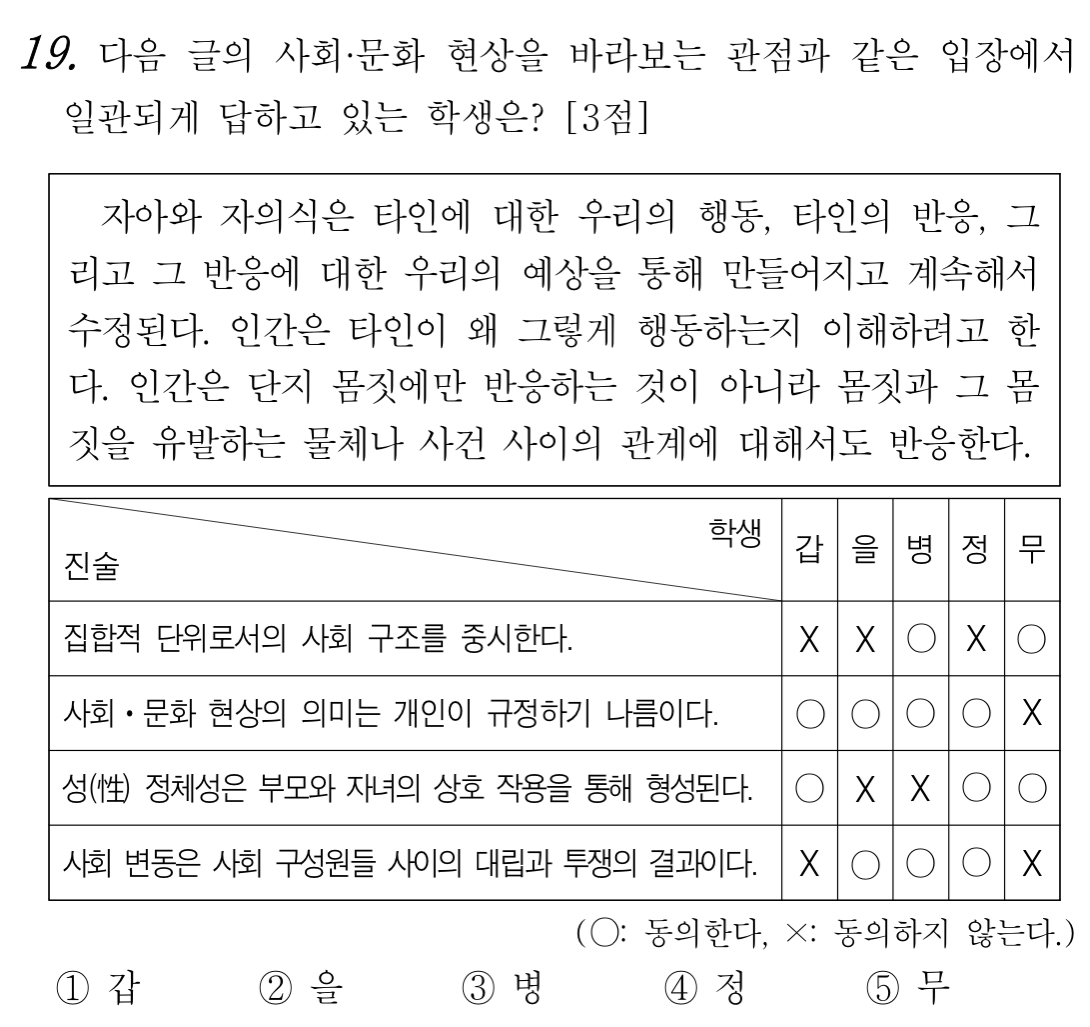 19. 다음 글의 사회·문화 현상을 바라보는 관점과 같은 입장에서
일관되게 답하고 있는 학생은? [3점]
자아와 자의식은 타인에 대한 우리의 행동, 타인의 반응, 그
리고 그 반응에 대한 우리의 예상을 통해 만들어지고 계속해서
수정된다. 인간은 타인이 왜 그렇게 행동하는지 이해하려고 한
다. 인간은 단지 몸짓에만 반응하는 것이 아니라 몸짓과 그 몸
짓을 유발하는 물체나 사건 사이의 관계에 대해서도 반응한다.
진술 학생 갑 을 병 정 무
집합적 단위로서의 사회 구조를 중시한다. X X ○ X ○
사회·문화 현상의 의미는 개인이 규정하기 나름이다. ○ ○ ○ ○ X
성(性) 정체성은 부모와 자녀의 상호 작용을 통해 형성된다. ○ X X ○ ○
사회 변동은 사회 구성원들 사이의 대립과 투쟁의 결과이다. X ○ ○ ○ X
(○: 동의한다, ×: 동의하지 않는다.)
① 갑 ② 을 ③ 병 ④ 정 ⑤ 무